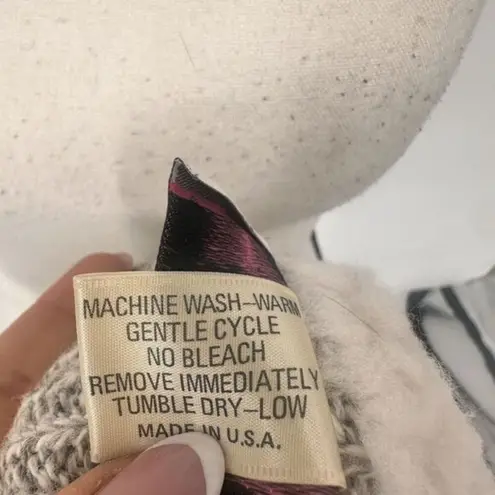 MACHINE WASH–WARM
GENTLE CYCLE
NO BLEACH
REMOVE IMMEDIATELY
TUMBLE DRY–LOW
MADE IN U.S.A.